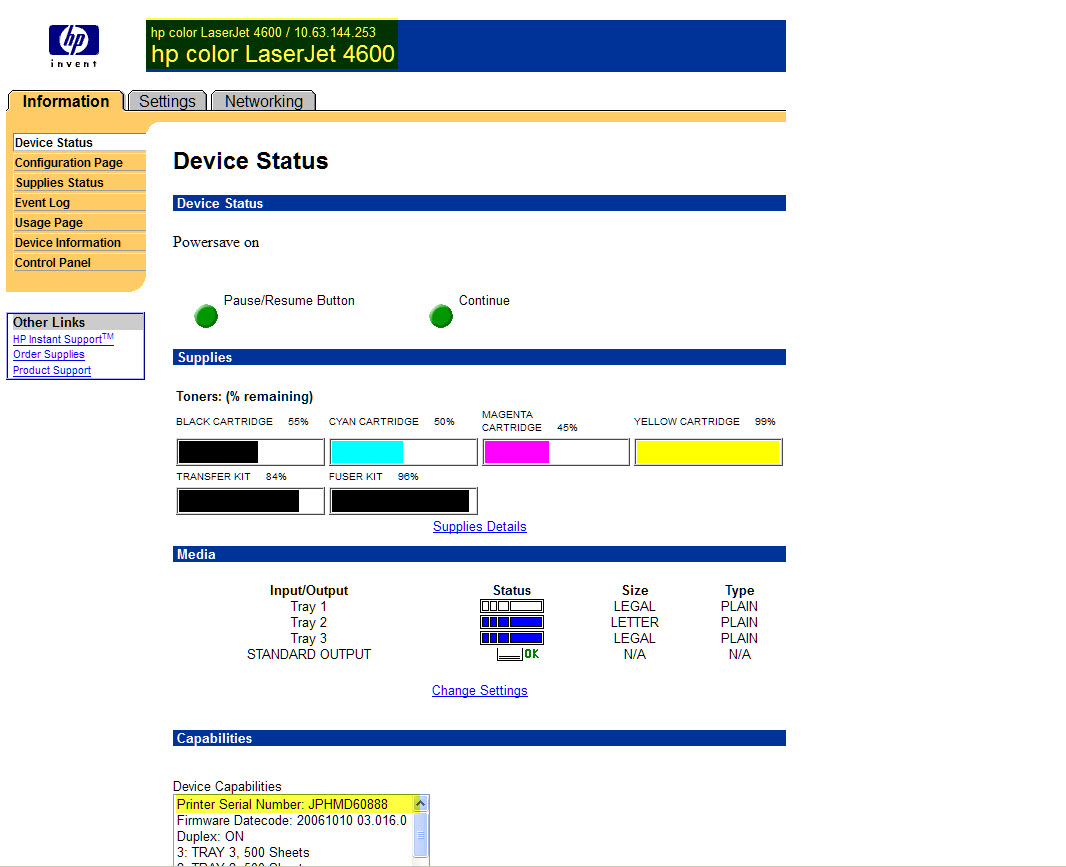 hp
invent
hp color LaserJet 4600 / 10.63.144.253
hp color LaserJet 4600
Information
Settings
Networking
Device Status
Configuration Page
Supplies Status
Event Log
Usage Page
Device Information
Control Panel
Other Links
HP Instant Support™
Order Supplies
Product Support
Device Status
Device Status
Powersave on
Pause/Resume Button
Continue
Supplies
Toners: (% remaining)
BLACK CARTRIDGE 55%
CYAN CARTRIDGE 50%
MAGENTA
CARTRIDGE 45%
YELLOW CARTRIDGE 99%
TRANSFER KIT 84%
FUSER KIT 96%
Supplies Details
Media
Input/Output Status Size Type
Tray 1 LEGAL PLAIN
Tray 2 LETTER PLAIN
Tray 3 LEGAL PLAIN
STANDARD OUTPUT OK N/A N/A
Change Settings
Capabilities
Device Capabilities
Printer Serial Number: JPHMD60888
Firmware Datecode: 20061010 03.016.0
Duplex: ON
3: TRAY 3, 500 Sheets